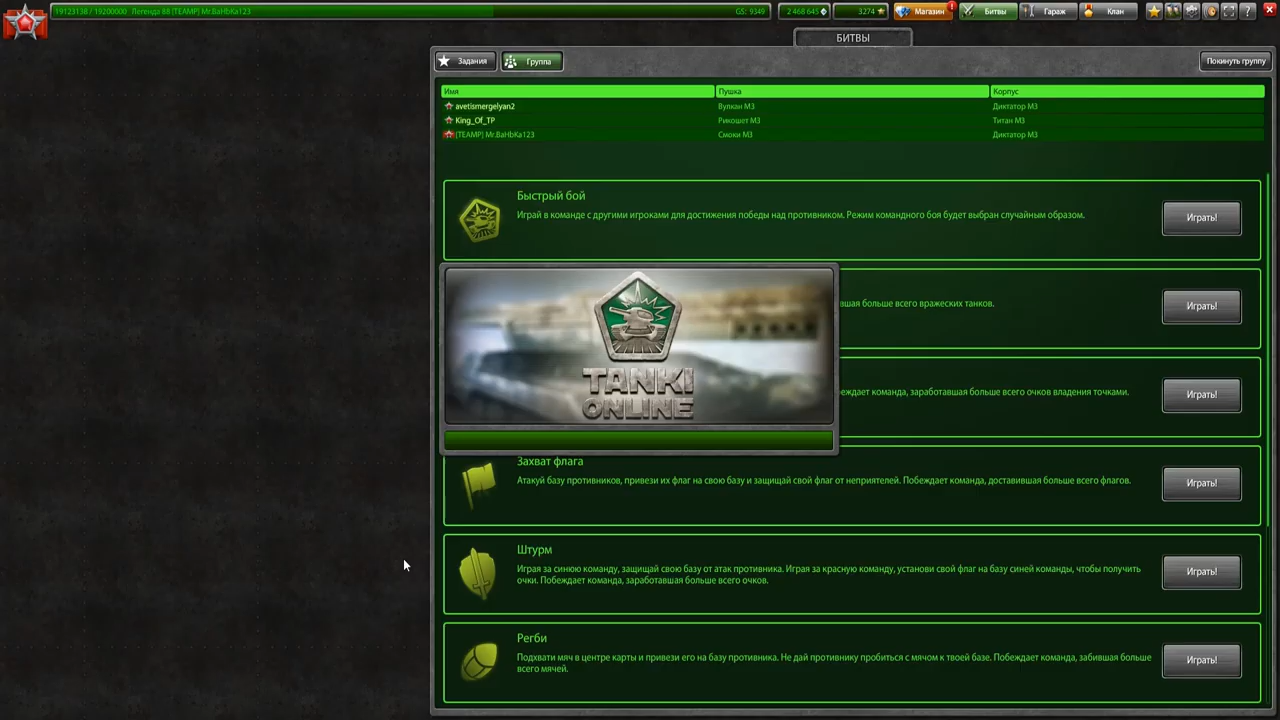 19123138 / 19200000 Легенда 88 [TEAMP] Mr.BaHbKa123
GS: 9349
2 468 645
3274
Магазин
Битвы
Гараж
Клан
?
БИТВЫ
Задания
Группа
Покинуть группу
Имя Пушка Корпус
avetismergelyan2 Вулкан М3 Диктатор М3
King_Of_TP Рикошет М3 Титан М3
[TEAMP] Mr.BaHbKa123 Смоки М3 Диктатор М3
Быстрый бой
Играй в команде с другими игроками для достижения победы над противником. Режим командного боя будет выбран случайным образом.
Играть!
вшая больше всего вражеских танков.
Играть!
беждает команда, заработавшая больше всего очков владения точками.
Играть!
TANKI
ONLINE
Захват флага
Атакуй базу противников, привези их флаг на свою базу и защищай свой флаг от неприятелей. Побеждает команда, доставившая больше всего флагов.
Играть!
Штурм
Играя за синюю команду, защищай свою базу от атак противника. Играя за красную команду, установи свой флаг на базу синей команды, чтобы получить
очки. Побеждает команда, заработавшая больше всего очков.
Играть!
Регби
Подхвати мяч в центре карты и привези его на базу противника. Не дай противнику пробиться с мячом к твоей базе. Побеждает команда, забившая больше
всего мячей.
Играть!